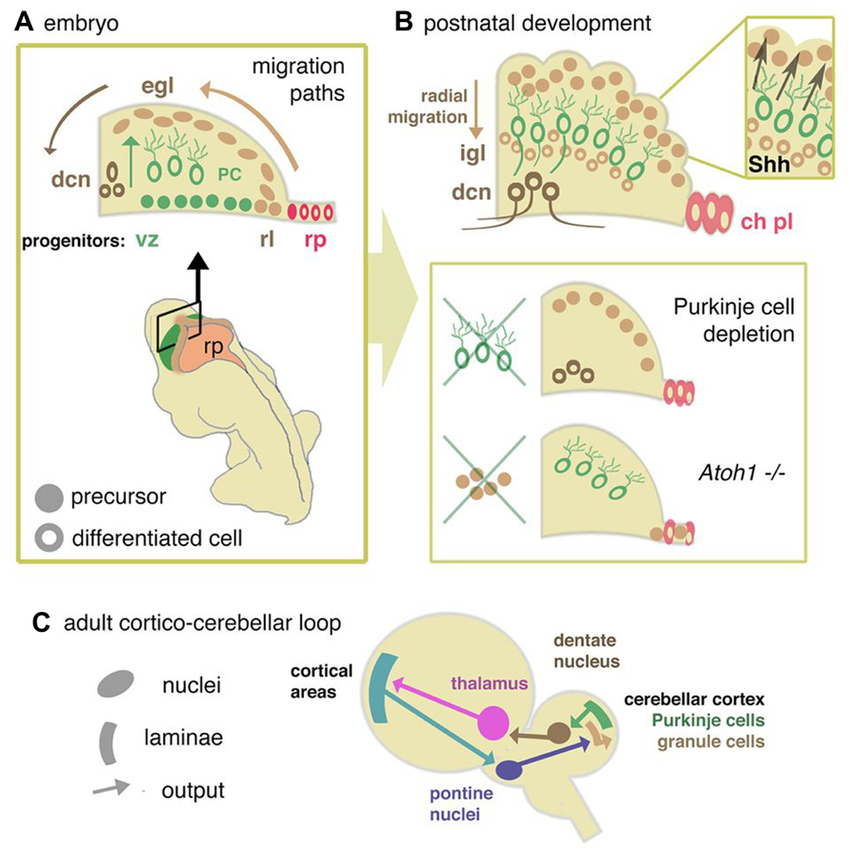 A embryo
migration
paths
egl
dcn
PC
progenitors: vz rl rp
rp
precursor
differentiated cell
B postnatal development
radial
migration
igl
dcn
Shh
ch pl
Purkinje cell
depletion
Atoh1 -/-
C adult cortico-cerebellar loop
nuclei
laminae
output
cortical
areas
thalamus
pontine
nuclei
dentate
nucleus
cerebellar cortex
Purkinje cells
granule cells